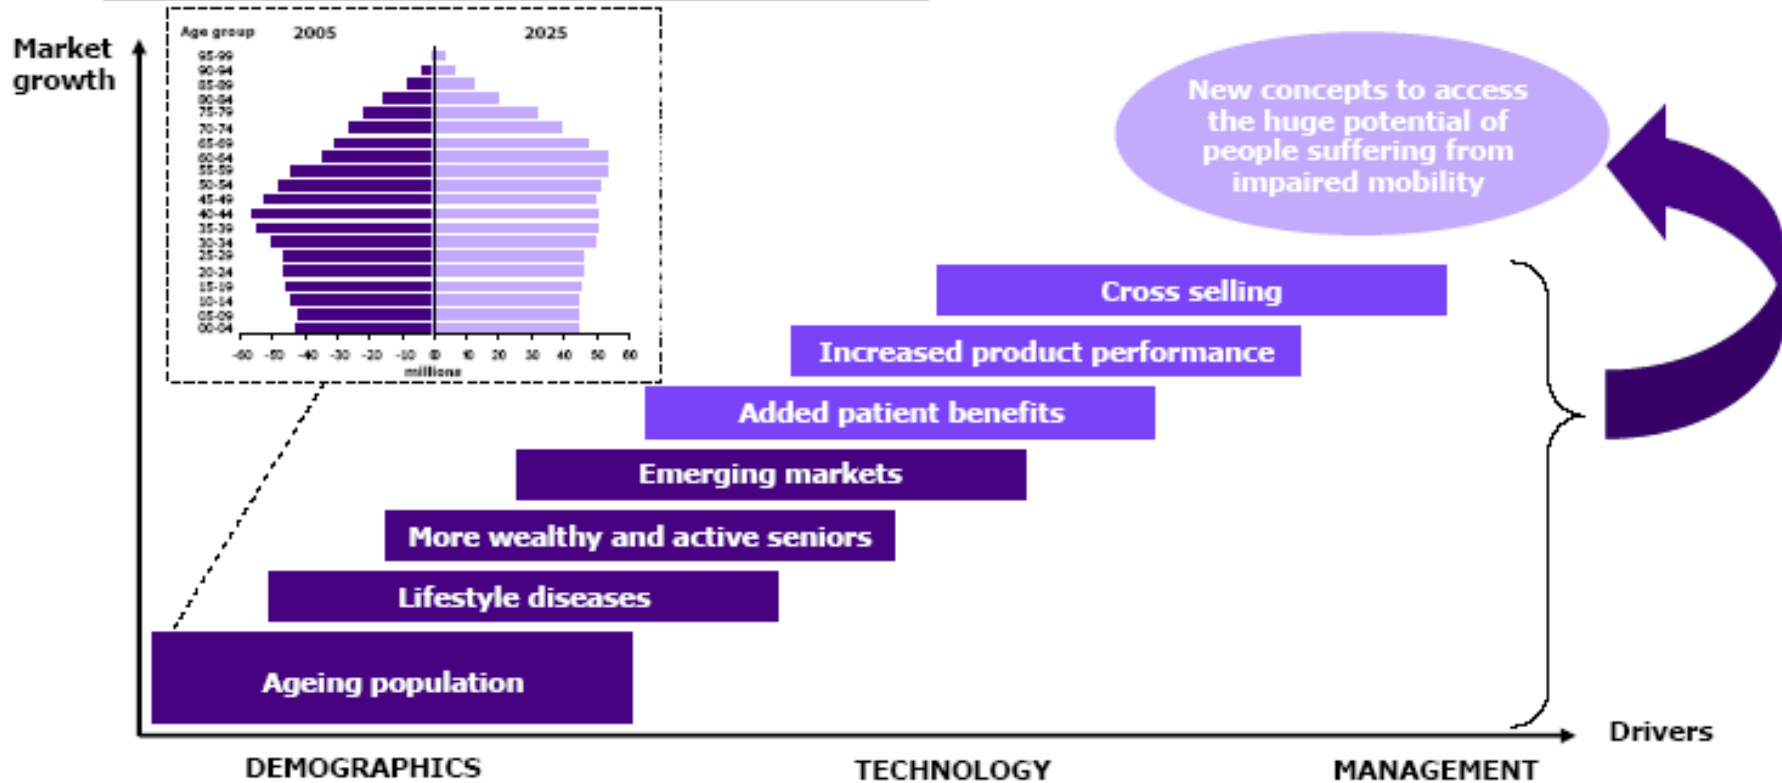 Market
growth
Age group 2005 2025
95-99
90-94
85-89
80-84
75-79
70-74
65-69
60-64
55-59
50-54
45-49
40-44
35-39
30-34
25-29
20-24
15-19
10-14
05-09
00-04
-60 -50 -40 -30 -20 -10 0 10 20 30 40 50 60
millions
New concepts to access
the huge potential of
people suffering from
impaired mobility
Cross selling
Increased product performance
Added patient benefits
Emerging markets
More wealthy and active seniors
Lifestyle diseases
Ageing population
Drivers
DEMOGRAPHICS TECHNOLOGY MANAGEMENT